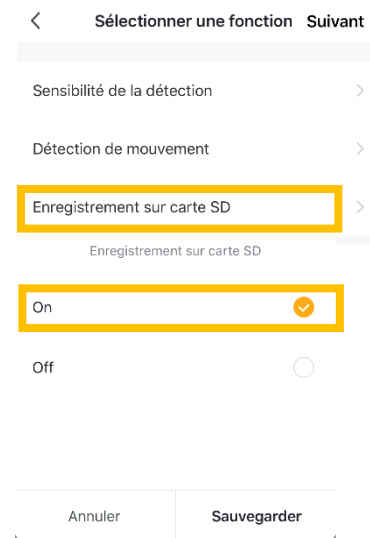 Sélectionner une fonction Suivant
Sensibilité de la détection
Détection de mouvement
Enregistrement sur carte SD
Enregistrement sur carte SD
On
Off
Annuler Sauvegarder